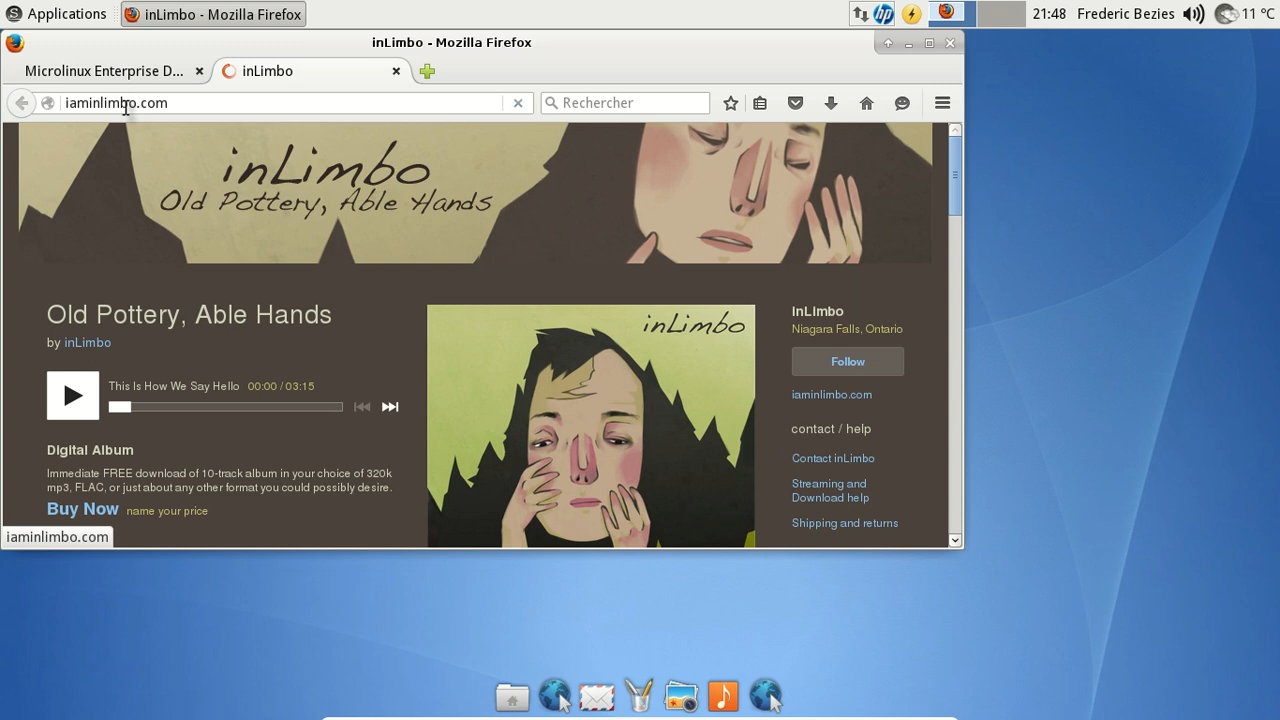 Applications
inLimbo - Mozilla Firefox
hp
21:48
Frederic Bezies
11 °C
inLimbo - Mozilla Firefox
Microlinux Enterprise D...
inLimbo
iaminlimbo.com
Rechercher
inLimbo
Old Pottery, Able Hands
Old Pottery, Able Hands
by inLimbo
This Is How We Say Hello 00:00 / 03:15
Digital Album
Immediate FREE download of 10-track album in your choice of 320k
mp3, FLAC, or just about any other format you could possibly desire.
Buy Now name your price
inLimbo
inLimbo
Niagara Falls, Ontario
Follow
iaminlimbo.com
contact / help
Contact inLimbo
Streaming and
Download help
Shipping and returns
iaminlimbo.com